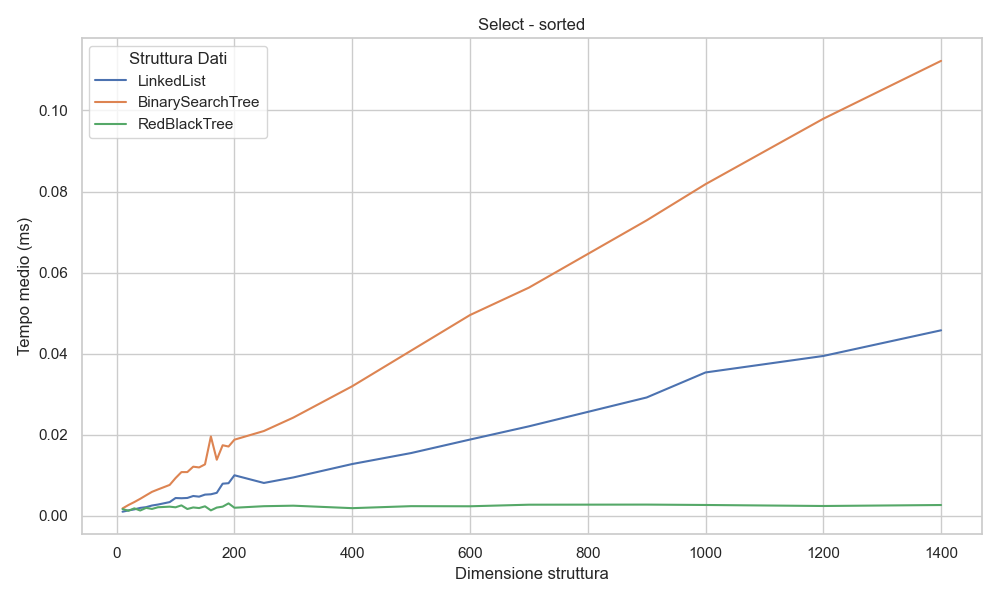 Select - sorted
Struttura Dati
LinkedList
BinarySearchTree
RedBlackTree
Tempo medio (ms)
0.10
0.08
0.06
0.04
0.02
0.00
0 200 400 600 800 1000 1200 1400
Dimensione struttura